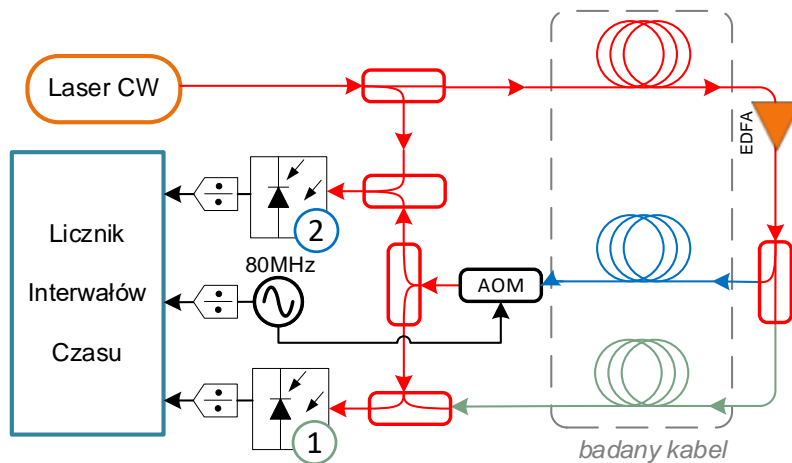 Laser CW
EDFA
Licznik
Interwałów
Czasu
÷
2
80MHz
÷
AOM
÷
1
badany kabel